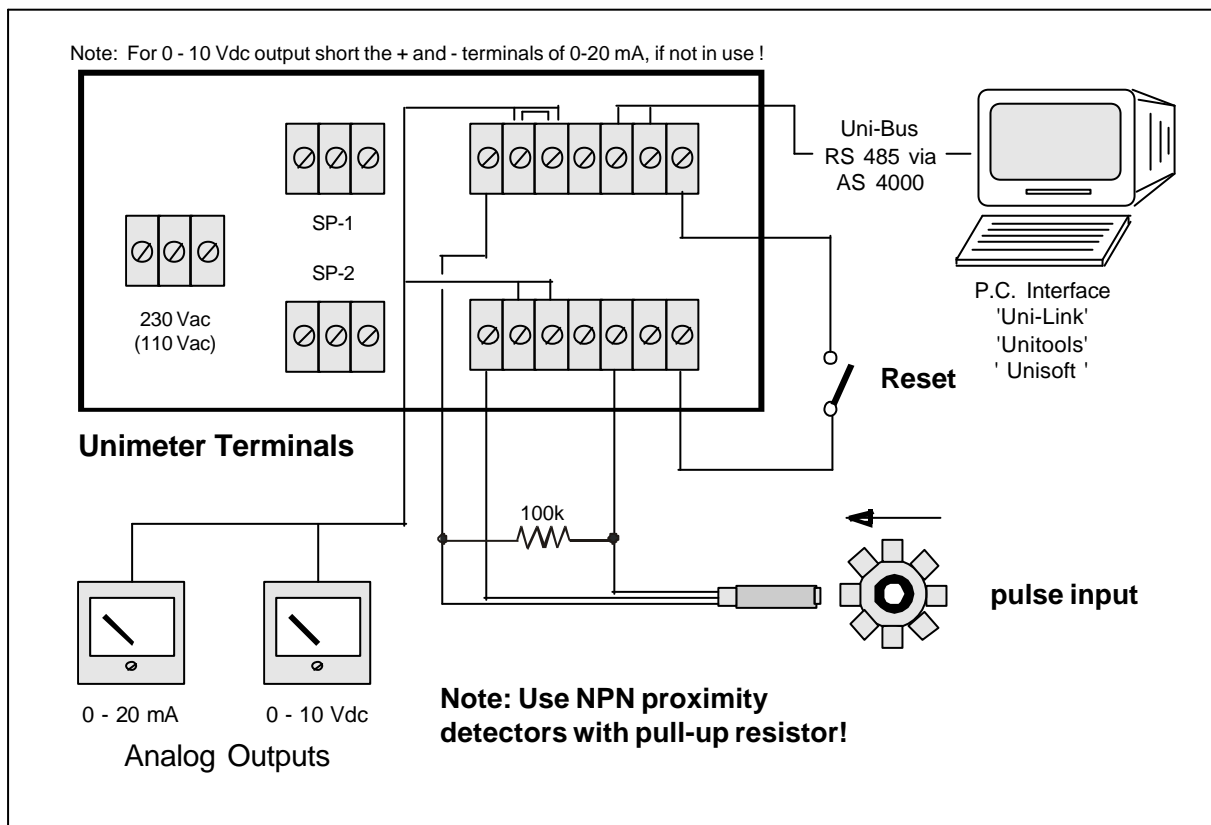 Note: For 0 - 10 Vdc output short the + and - terminals of 0-20 mA, if not in use !
Uni-Bus
RS 485 via
AS 4000
SP-1
SP-2
230 Vac
(110 Vac)
P.C. Interface
'Uni-Link'
'Unitools'
' Unisoft '
Reset
Unimeter Terminals
100k
pulse input
0 - 20 mA
0 - 10 Vdc
Analog Outputs
Note: Use NPN proximity
detectors with pull-up resistor!